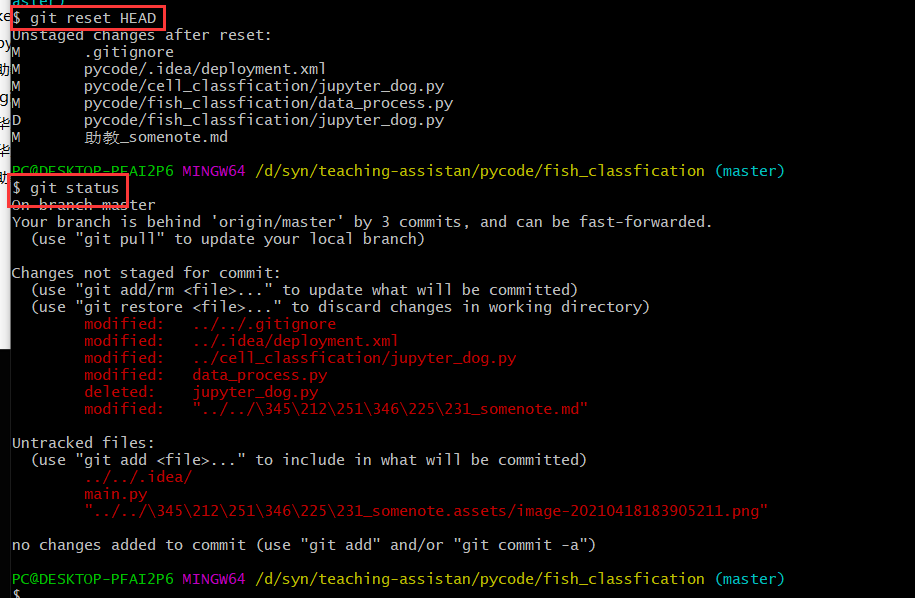 $ git reset HEAD
Unstaged changes after reset:
M       .gitignore
M       pycode/.idea/deployment.xml
M       pycode/cell_classfication/jupyter_dog.py
M       pycode/fish_classfication/data_process.py
D       pycode/fish_classfication/jupyter_dog.py
M       助教_somenote.md
PC@DESKTOP-PFAI2P6 MINGW64 /d/syn/teaching-assistan/pycode/fish_classfication (master)
$ git status
On branch master
Your branch is behind 'origin/master' by 3 commits, and can be fast-forwarded.
  (use "git pull" to update your local branch)
Changes not staged for commit:
  (use "git add/rm <file>..." to update what will be committed)
  (use "git restore <file>..." to discard changes in working directory)
        modified:   ../../.gitignore
        modified:   ../.idea/deployment.xml
        modified:   ../cell_classfication/jupyter_dog.py
        modified:   data_process.py
        deleted:    jupyter_dog.py
        modified:   "../../\345\212\251\346\225\231_somenote.md"
Untracked files:
  (use "git add <file>..." to include in what will be committed)
        ../../.idea/
        main.py
        "../../\345\212\251\346\225\231_somenote.assets/image-20210418183905211.png"
no changes added to commit (use "git add" and/or "git commit -a")
PC@DESKTOP-PFAI2P6 MINGW64 /d/syn/teaching-assistan/pycode/fish_classfication (master)
$